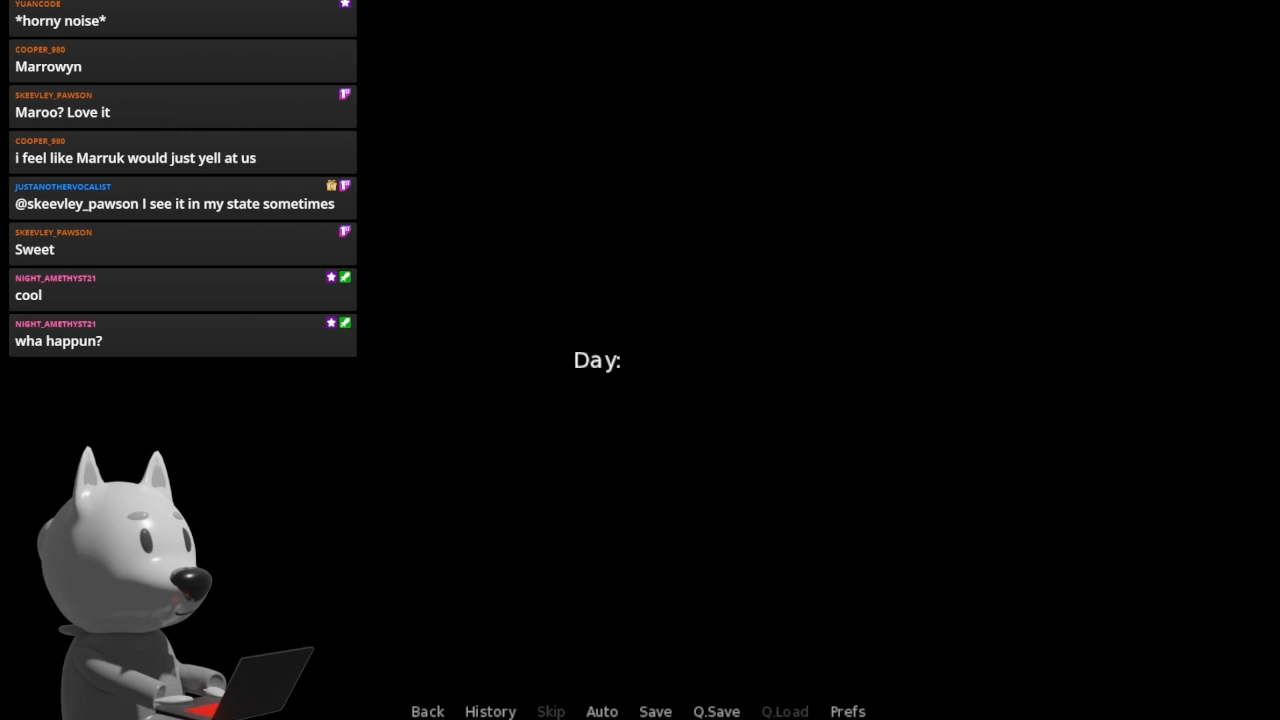 YUANCODE
*horny noise*
COOPER_980
Marrowyn
SKEEVLEY_PAWSON
Maroo? Love it
COOPER_980
i feel like Marruk would just yell at us
JUSTANOTHERVOCALIST
@skeevley_pawson I see it in my state sometimes
SKEEVLEY_PAWSON
Sweet
NIGHT_AMETHYST21
cool
NIGHT_AMETHYST21
wha happun?
Day:
Back History Skip Auto Save Q.Save Q.Load Prefs